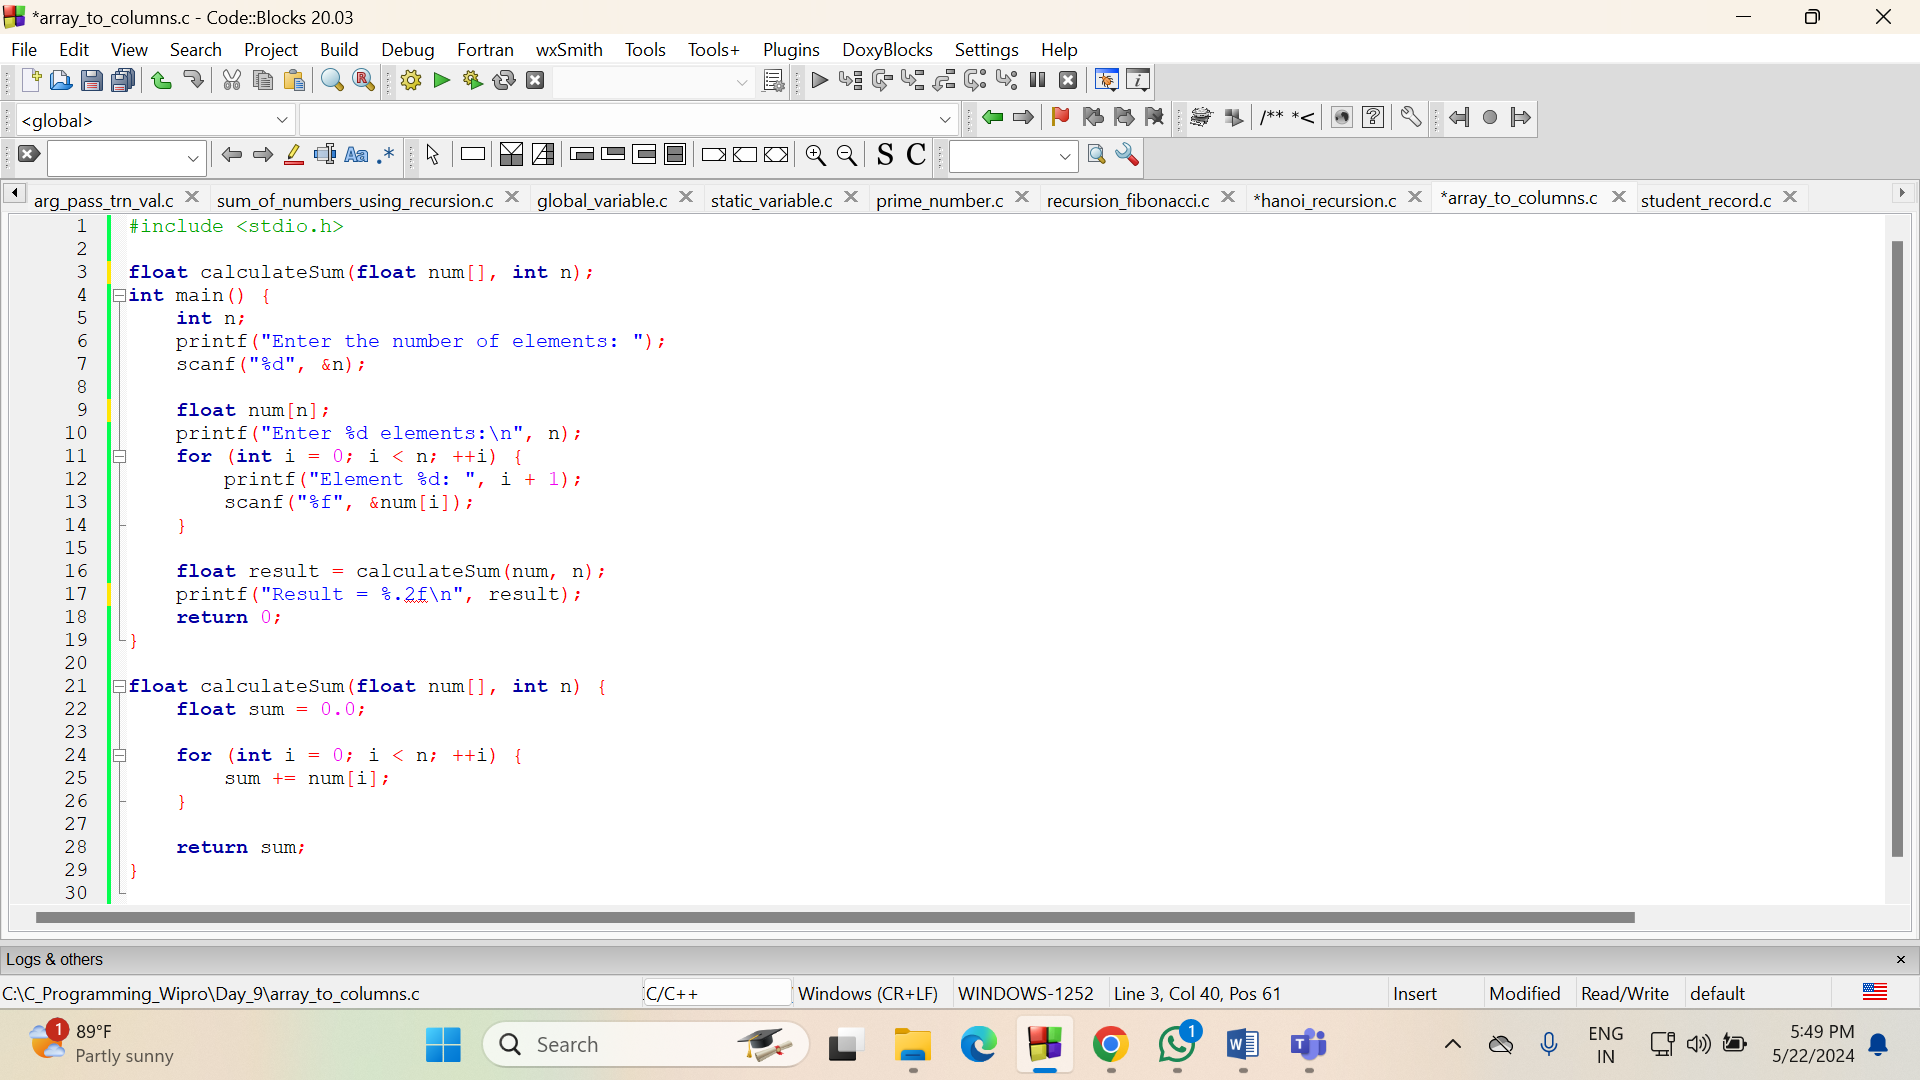 *array_to_columns.c - Code::Blocks 20.03
File Edit View Search Project Build Debug Fortran wxSmith Tools Tools+ Plugins DoxyBlocks Settings Help
<global>
/** *<
Aa .* S C
arg_pass_trn_val.c sum_of_numbers_using_recursion.c global_variable.c static_variable.c prime_number.c recursion_fibonacci.c *hanoi_recursion.c *array_to_columns.c student_record.c
1 #include <stdio.h>
2
3 float calculateSum(float num[], int n);
4 int main() {
5 int n;
6 printf("Enter the number of elements: ");
7 scanf("%d", &n);
8
9 float num[n];
10 printf("Enter %d elements:\n", n);
11 for (int i = 0; i < n; ++i) {
12 printf("Element %d: ", i + 1);
13 scanf("%f", &num[i]);
14 }
15
16 float result = calculateSum(num, n);
17 printf("Result = %.2f\n", result);
18 return 0;
19 }
20
21 float calculateSum(float num[], int n) {
22 float sum = 0.0;
23
24 for (int i = 0; i < n; ++i) {
25 sum += num[i];
26 }
27
28 return sum;
29 }
30
Logs & others
C:\C_Programming_Wipro\Day_9\array_to_columns.c C/C++ Windows (CR+LF) WINDOWS-1252 Line 3, Col 40, Pos 61 Insert Modified Read/Write default
1 89°F
Partly sunny
Search
1
ENG
IN
5:49 PM
5/22/2024